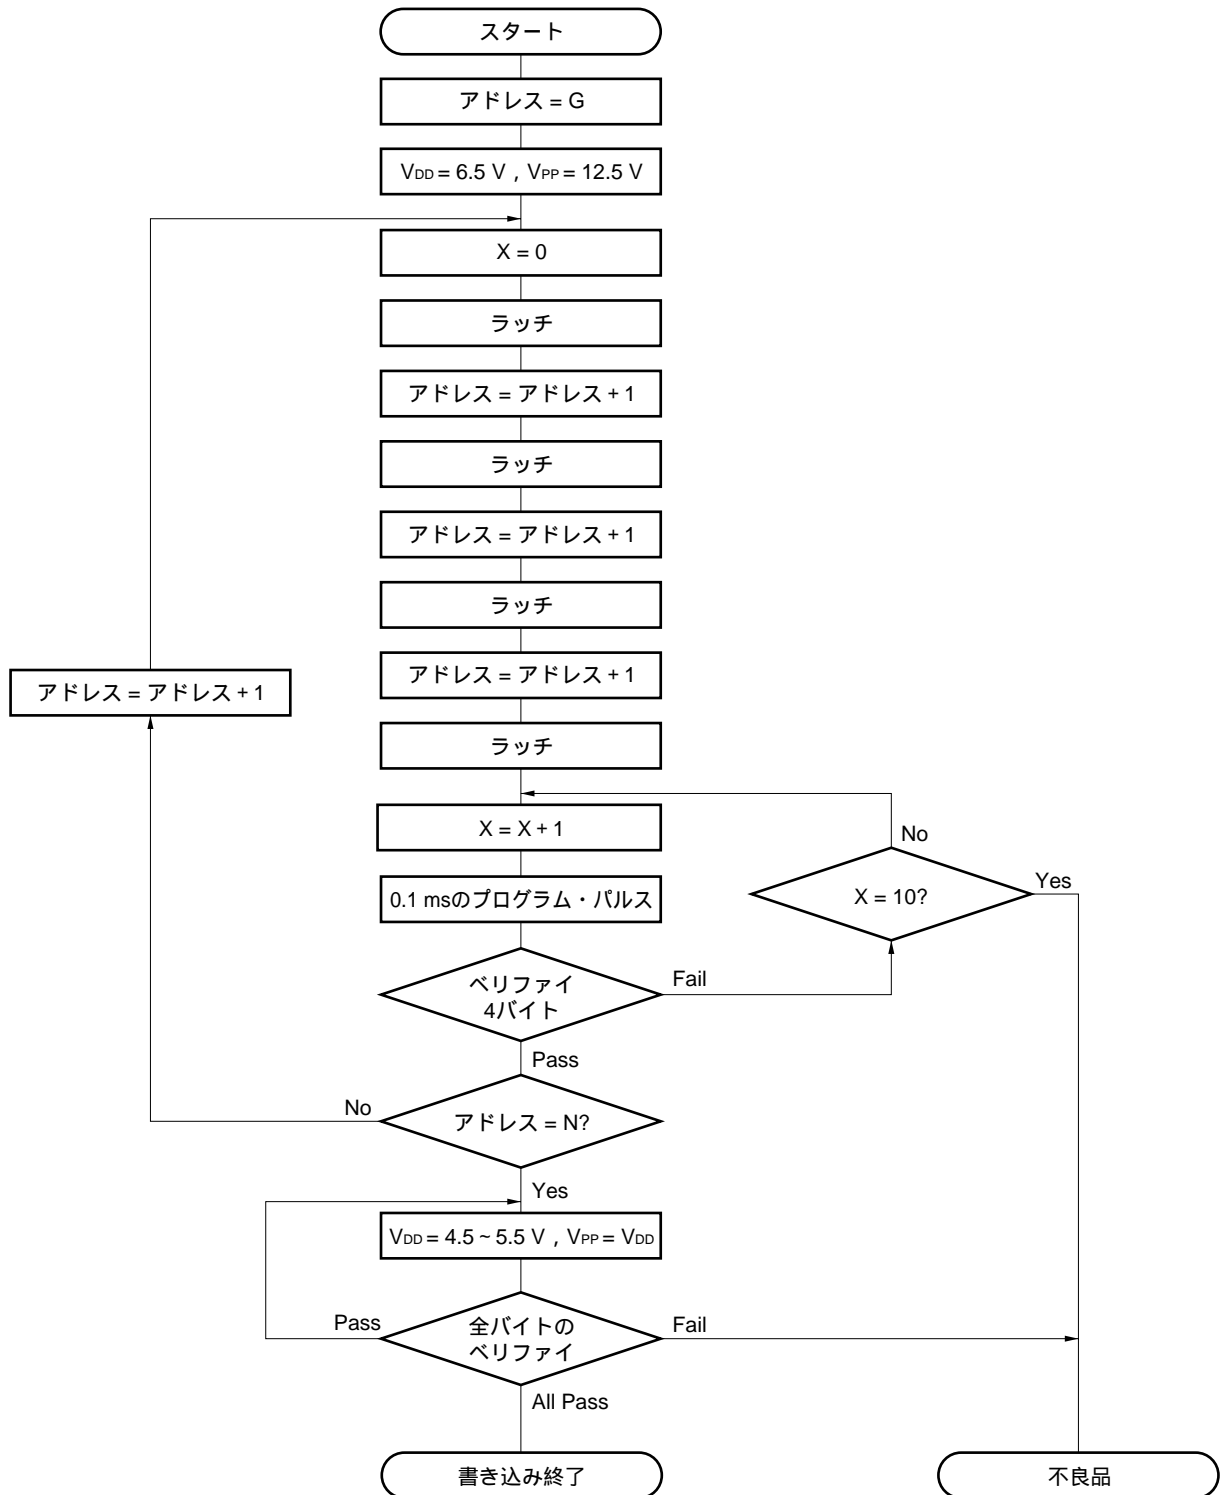 スタート
アドレス = G
VDD = 6.5 V , VPP = 12.5 V
X = 0
ラッチ
アドレス = アドレス + 1
ラッチ
アドレス = アドレス + 1
ラッチ
アドレス = アドレス + 1
アドレス = アドレス + 1
ラッチ
X = X + 1
No
0.1 msのプログラム・パルス
X = 10?
Yes
ベリファイ
4バイト
Fail
Pass
No
アドレス = N?
Yes
VDD = 4.5 ~ 5.5 V , VPP = VDD
Pass
全バイトの
ベリファイ
Fail
All Pass
書き込み終了
不良品